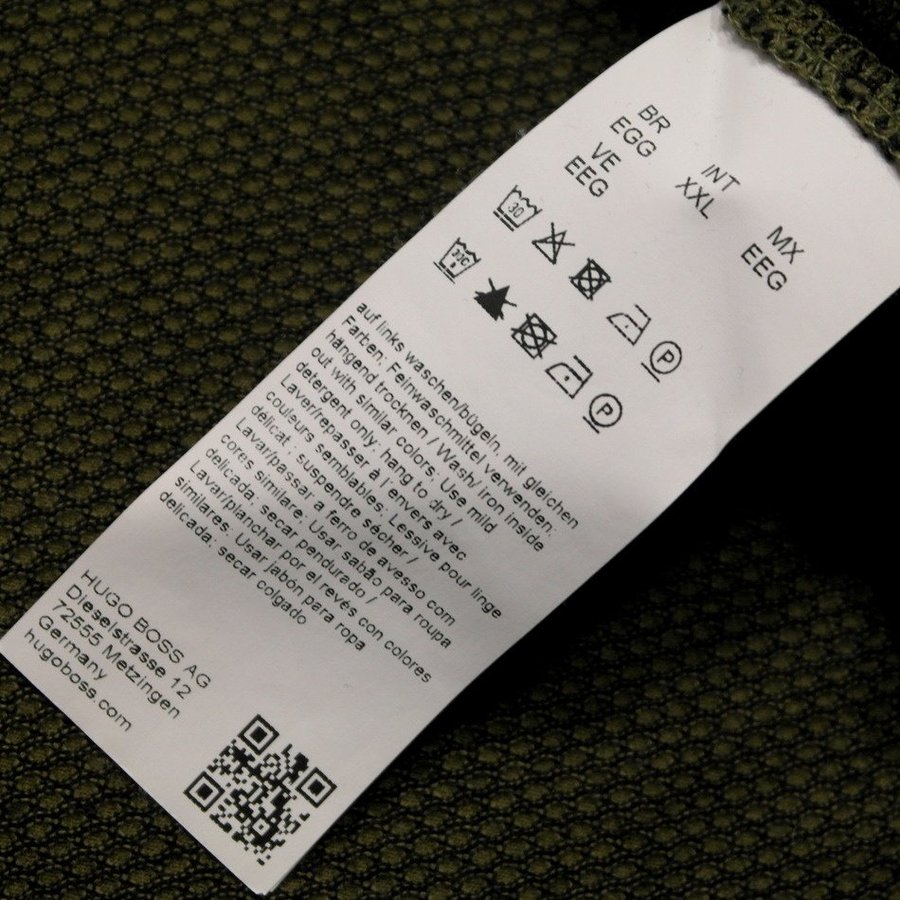 BR
EGG
INT
XXL
MX
EEG
VE
EEG
30
30C
P
P
auf links waschen/bügeln, mit gleichen
Farben; Feinwaschmittel verwenden;
hängend trocknen / Wash/ iron inside
out with similar colors. Use mild
detergent only, hang to dry /
Laver/repasser à l'envers avec
couleurs semblables; Lessive pour linge
délicat ; suspendre sécher /
Lavar/passar a ferro de avesso com
cores similare. Usar sabão para roupa
delicada, secar pendurado /
Lavar/planchar por el revés con colores
similares . Usar jabón para ropa
delicada, secar colgado
HUGO BOSS AG
Dieselstrasse 12
72555 Metzingen
Germany
hugoboss.com